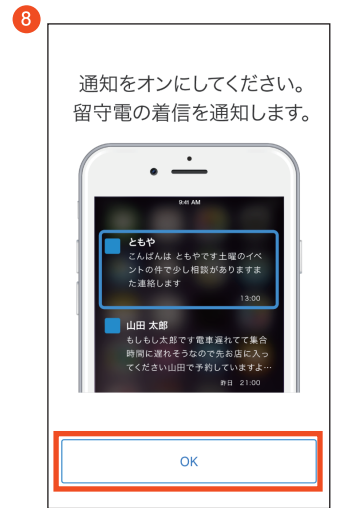 8
通知をオンにしてください。
留守電の着信を通知します。
9:41 AM
ともや
こんばんは ともやです土曜のイベ
ントの件で少し相談がありますま
た連絡します
13:00
山田 太郎
もしもし太郎です電車遅れてて集合
時間に遅れそうなので先お店に入っ
てください山田で予約していますよ…
昨日 21:00
OK